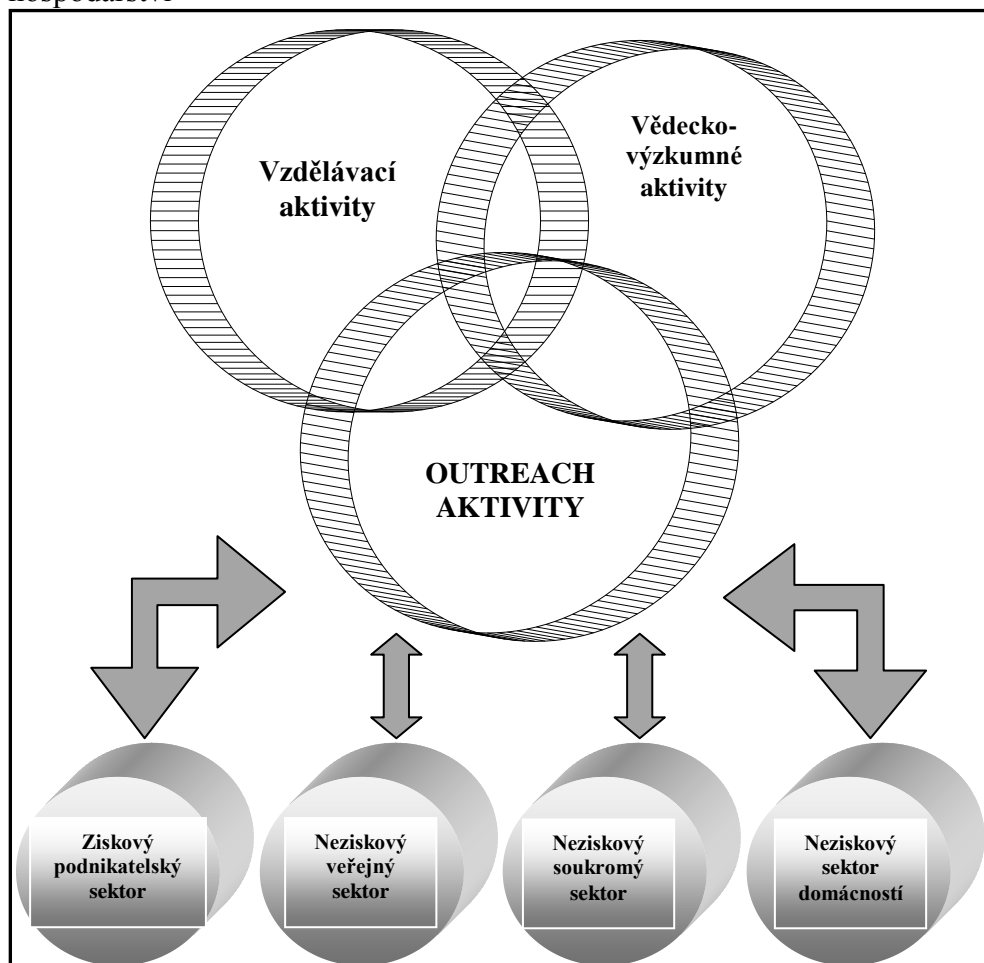 hospodářství
Vzdělávací
aktivity
Vědecko-
výzkumné
aktivity
OUTREACH
AKTIVITY
Ziskový
podnikatelský
sektor
Neziskový
veřejný
sektor
Neziskový
soukromý
sektor
Neziskový
sektor
domácností